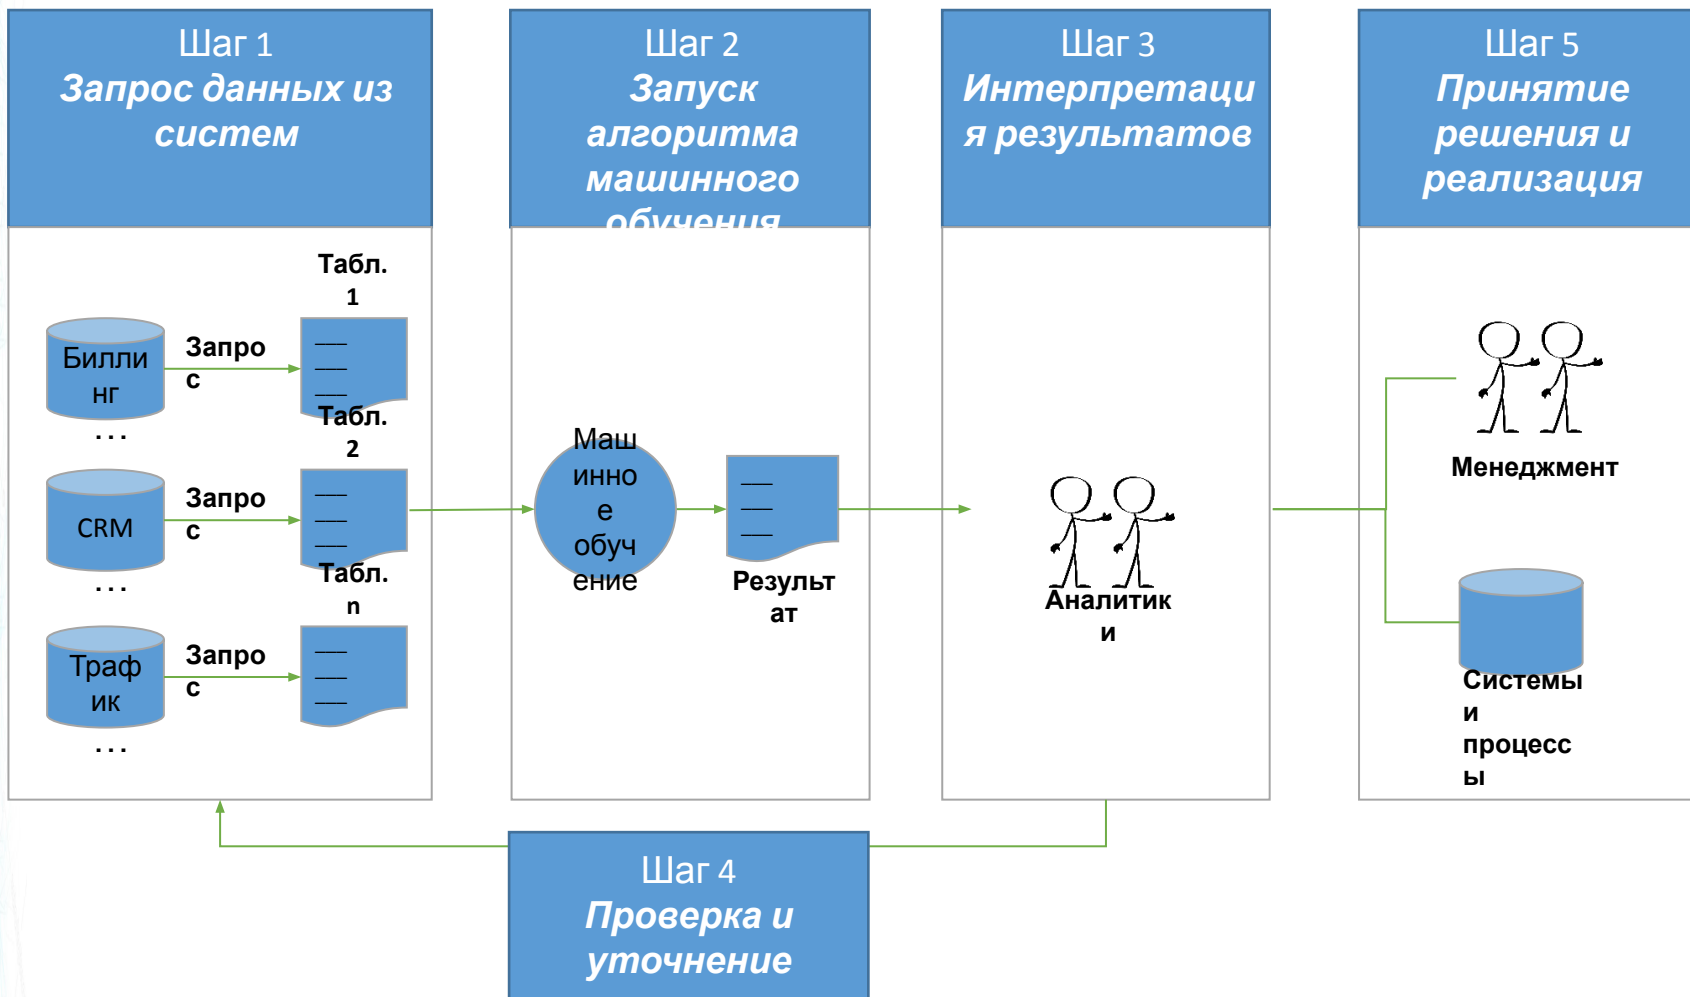 Шаг 1
Запрос данных из
систем
Табл.
1
Билли
нг
Запро
с
...
Табл.
2
CRM
Запро
с
...
Табл.
n
Траф
ик
Запро
с
...
Шаг 2
Запуск
алгоритма
машинного
обучения
Маш
инно
е
обуч
ение
Результ
ат
Шаг 3
Интерпретаци
я результатов
Аналитик
и
Шаг 5
Принятие
решения и
реализация
Менеджмент
Системы
и
процесс
ы
Шаг 4
Проверка и
уточнение